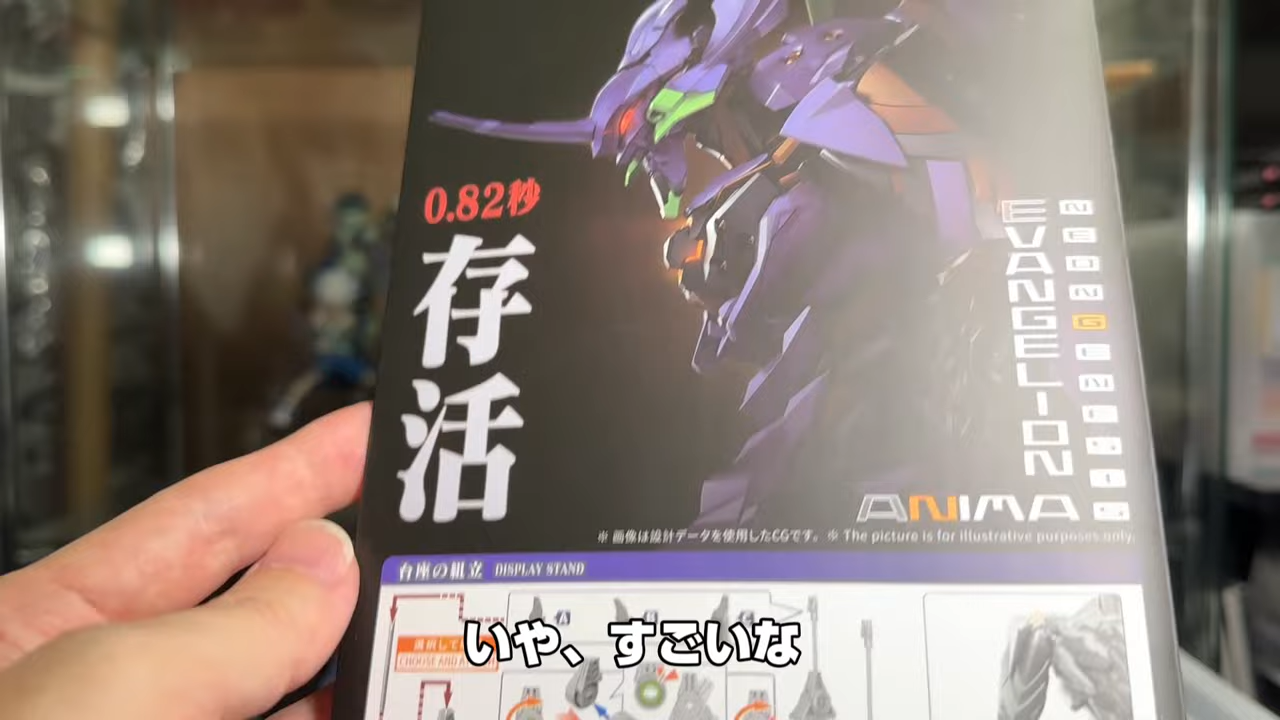 0.82秒
存活
NEON GENESIS
EVANGELION
ANIMA
※ 画像は設計データを使用したCGです。 ※ The picture is for illustrative purposes only.
台座の組立 DISPLAY STAND
A B C
CHOOSE AND
いや、すごいな